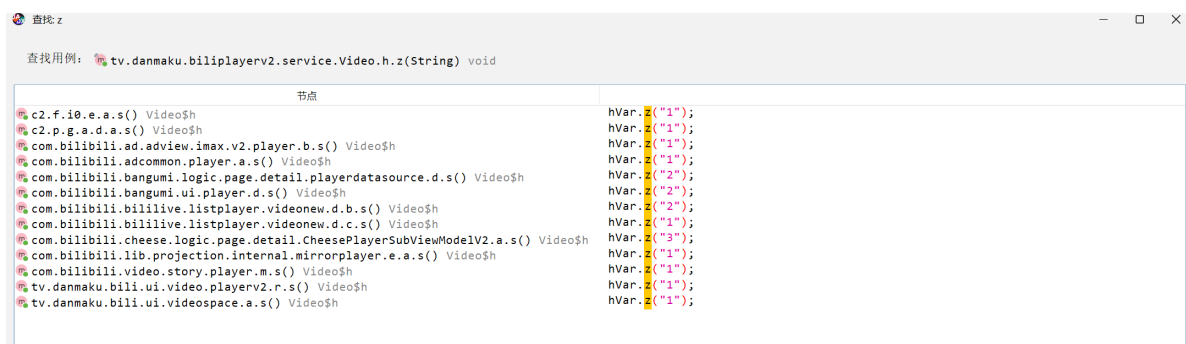 查找: z
查找用例： tv.danmaku.biliplayerv2.service.Video.h.z(String) void
节点
c2.f.i0.e.a.s() Video$h hVar.z("1");
c2.p.g.a.d.a.s() Video$h hVar.z("1");
com.bilibili.ad.adview.imax.v2.player.b.s() Video$h hVar.z("1");
com.bilibili.adcommon.player.a.s() Video$h hVar.z("1");
com.bilibili.bangumi.logic.page.detail.playerdatasource.d.s() Video$h hVar.z("2");
com.bilibili.bangumi.ui.player.d.s() Video$h hVar.z("2");
com.bilibili.bililive.listplayer.videonew.d.b.s() Video$h hVar.z("2");
com.bilibili.bililive.listplayer.videonew.d.c.s() Video$h hVar.z("1");
com.bilibili.cheese.logic.page.detail.CheesePlayerSubViewModelV2.a.s() Video$h hVar.z("3");
com.bilibili.lib.projection.internal.mirrorplayer.e.a.s() Video$h hVar.z("1");
com.bilibili.video.story.player.m.s() Video$h hVar.z("1");
tv.danmaku.bili.ui.video.playerv2.r.s() Video$h hVar.z("1");
tv.danmaku.bili.ui.videospace.a.s() Video$h hVar.z("1");